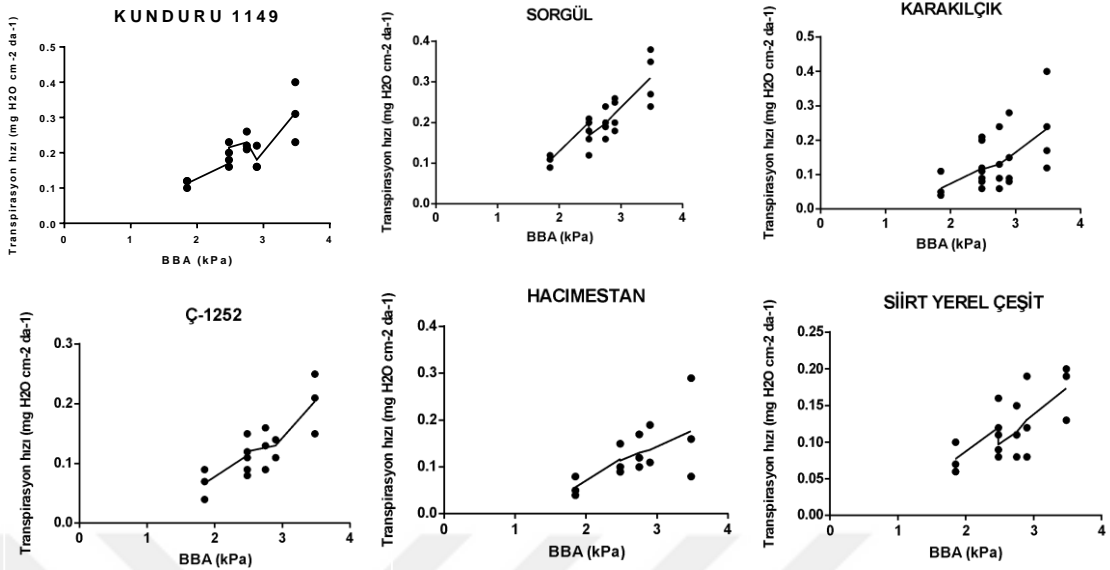 KUNDURU 1149
Transpirasyon hızı (mg H2O cm-2 da-1)
0.5
0.4
0.3
0.2
0.1
0.0
0 1 2 3 4
BBA (kPa)
SORGÜL
Transpirasyon hızı (mg H2O cm-2 da-1)
0.4
0.3
0.2
0.1
0.0
0 1 2 3 4
BBA (kPa)
KARAKILÇIK
Transpirasyon hızı (mg H2O cm-2 da-1)
0.5
0.4
0.3
0.2
0.1
0.0
0 1 2 3 4
BBA (kPa)
Ç-1252
Transpirasyon hızı (mg H2O cm-2 da-1)
0.3
0.2
0.1
0.0
0 1 2 3 4
BBA (kPa)
HACIMESTAN
Transpirasyon hızı (mg H2O cm-2 da-1)
0.4
0.3
0.2
0.1
0.0
0 1 2 3 4
BBA (kPa)
SİİRT YEREL ÇEŞİT
Transpirasyon hızı (mg H2O cm-2 da-1)
0.25
0.20
0.15
0.10
0.05
0.00
0 1 2 3 4
BBA (kPa)